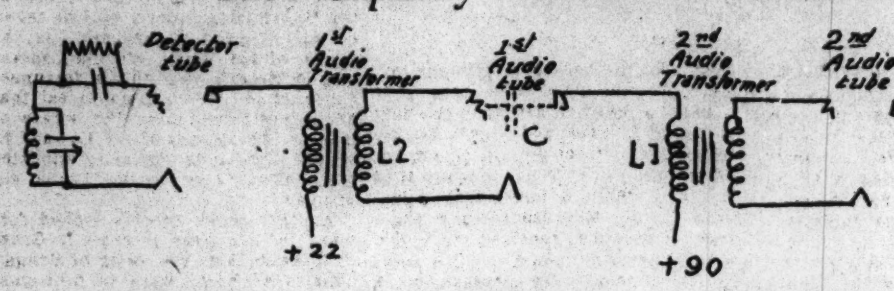 Detector
tube
1st
Audio
Transformer
1st
Audio
tube
2nd
Audio
Transformer
2nd
Audio
tube
L2
C
L1
+22
+90